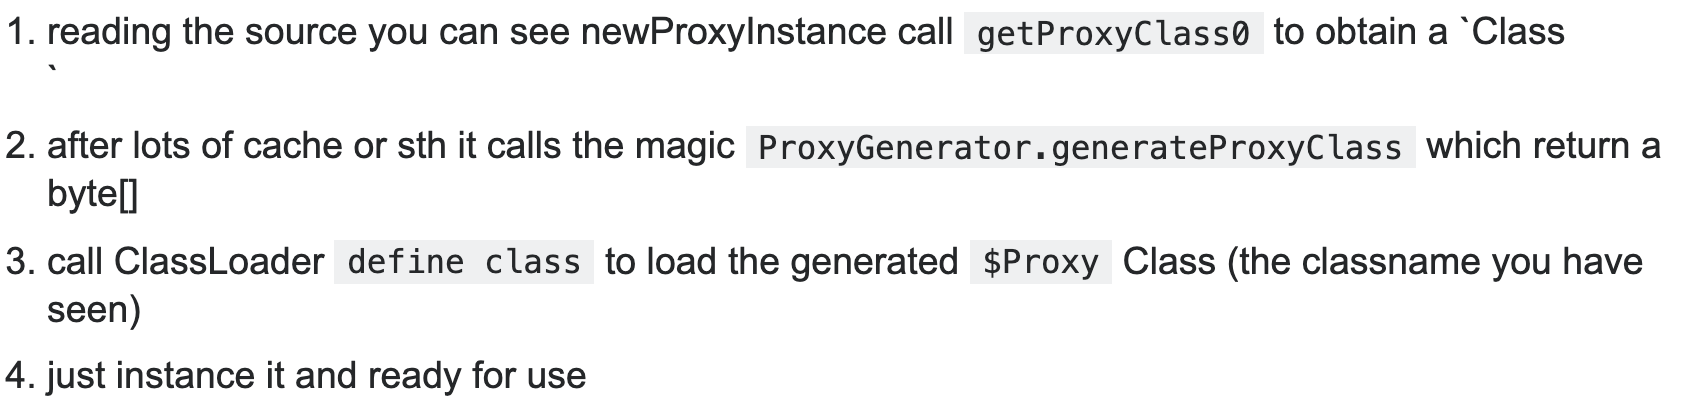 1. reading the source you can see newProxyInstance call getProxyClass0 to obtain a `Class
`
2. after lots of cache or sth it calls the magic ProxyGenerator.generateProxyClass which return a
byte[]
3. call ClassLoader define class to load the generated $Proxy Class (the classname you have
seen)
4. just instance it and ready for use